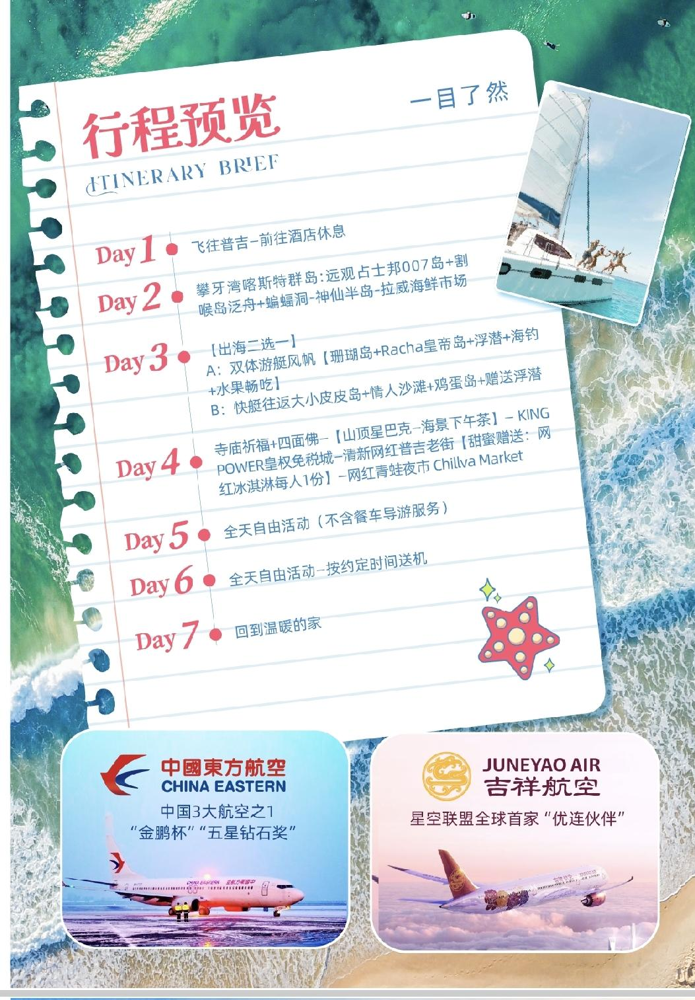 行程预览
一目了然
ITINERARY BRIEF
Day 1
飞往普吉–前往酒店休息
Day 2
攀牙湾喀斯特群岛:远观占士邦007岛+割
喉岛泛舟+蝙蝠洞-神仙半岛-拉威海鲜市场
Day 3
【出海二选一】
A：双体游艇风帆【珊瑚岛+Racha皇帝岛+浮潜+海钓
+水果畅吃】
B：快艇往返大小皮皮岛+情人沙滩+鸡蛋岛+赠送浮潜
Day 4
寺庙祈福+四面佛–【山顶星巴克–海景下午茶】– KING
POWER皇权免税城–清新网红普吉老街【甜蜜赠送：网
红冰淇淋每人1份】–网红青蛙夜市 Chillva Market
Day 5
全天自由活动（不含餐车导游服务）
Day 6
全天自由活动–按约定时间送机
Day 7
回到温暖的家
中國東方航空
CHINA EASTERN
中国3大航空之1
“金鹏杯” “五星钻石奖”
CHINA EASTERN
JUNEYAO AIR
吉祥航空
星空联盟全球首家 “优连伙伴”